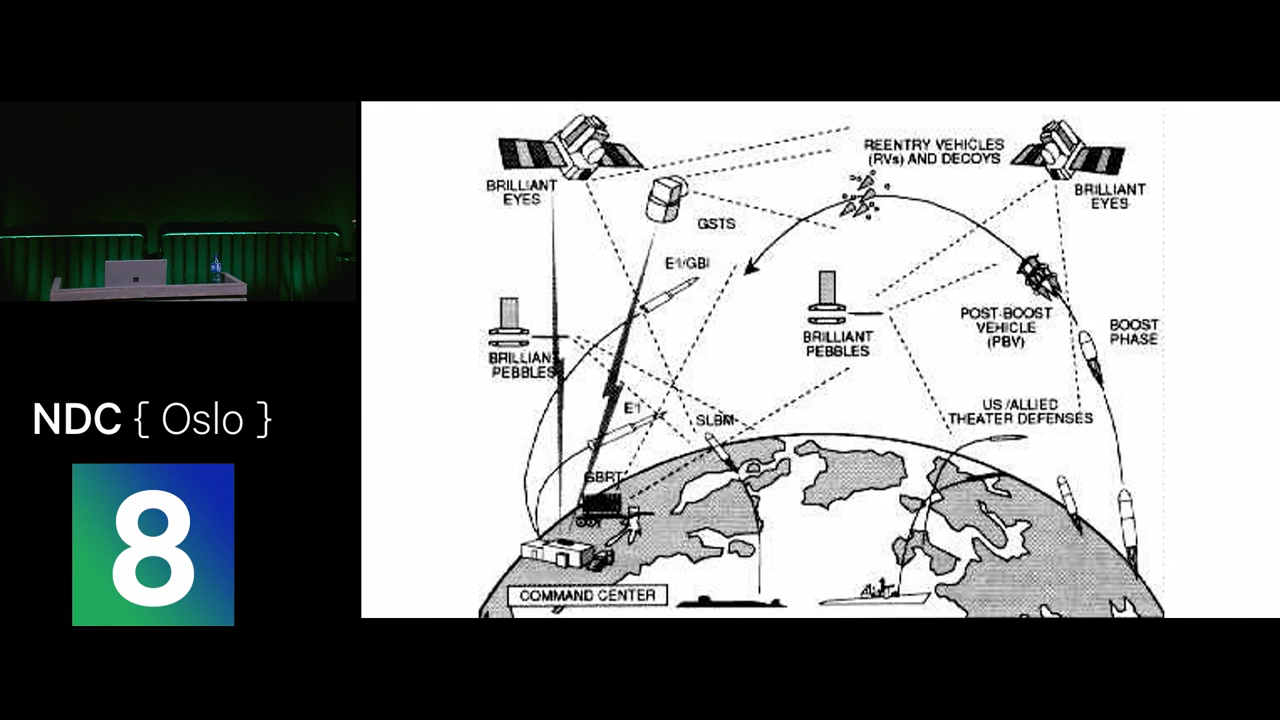 NDC { Oslo }
8
REENTRY VEHICLES
(RVs) AND DECOYS
BRILLIANT
EYES
BRILLIANT
EYES
GSTS
E1/GBI
BRILLIANT
PEBBLES
BRILLIAN
PEBBLES
POST-BOOST
VEHICLE
(PBV)
BOOST
PHASE
E1
SLBM
US /ALLIED
THEATER DEFENSES
GBRT
COMMAND CENTER